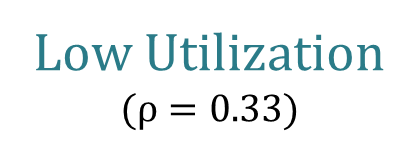 Low Utilization
(ρ = 0.33)